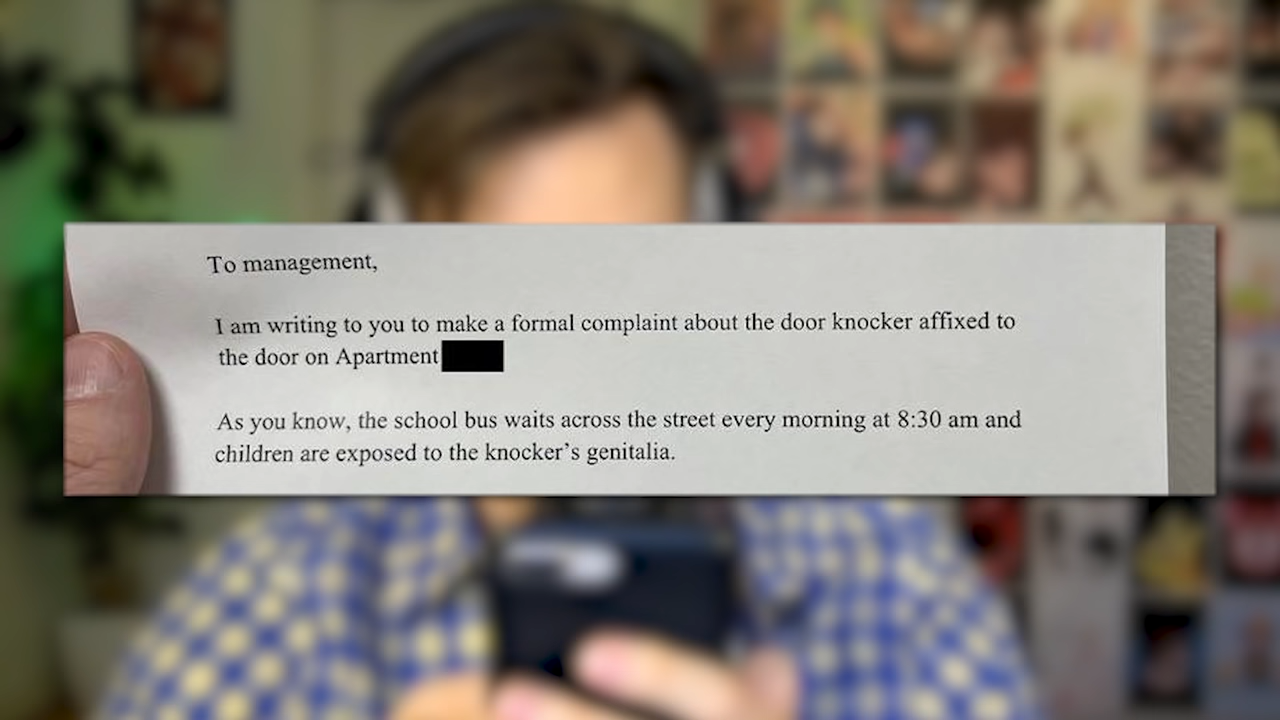 To management,
I am writing to you to make a formal complaint about the door knocker affixed to
the door on Apartment
As you know, the school bus waits across the street every morning at 8:30 am and
children are exposed to the knocker's genitalia.